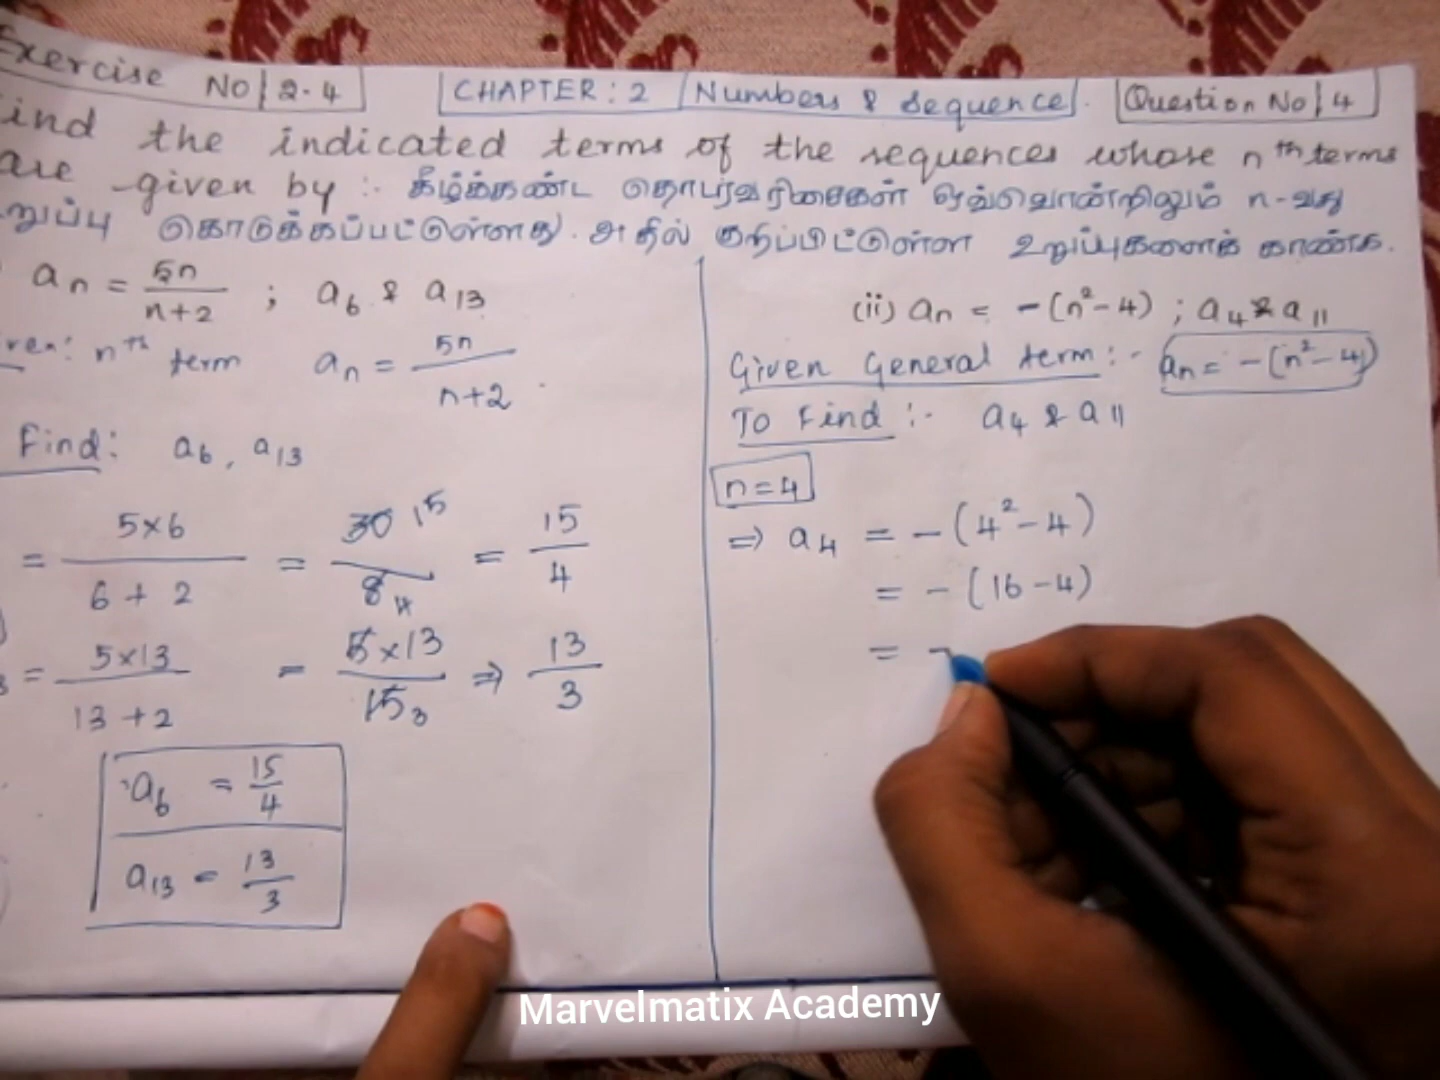 Exercise No | 2.4 CHAPTER : 2 Numbers & Sequence Question No | 4
ind the indicated terms of the sequences whose nth terms
are given by :- கீழ்க்கண்ட தொடர்வரிசைகள் ஒவ்வொன்றிலும் n-வது
றுப்பு கொடுக்கப்பட்டுள்ளது. அதில் குறிப்பிட்டுள்ள உறுப்புகளைக் காண்க.
aₙ = 5n/(n+2) ; a₆ & a₁₃
ven: nth term aₙ = 5n/(n+2)
Find: a₆, a₁₃
= (5×6)/(6+2) = 30 15/8 4 = 15/4
₃ = (5×13)/(13+2) = (5×13)/15 3 ⇒ 13/3
a₆ = 15/4
a₁₃ = 13/3
(ii) aₙ = -(n²-4) ; a₄ & a₁₁
Given General term :- aₙ = -(n²-4)
To Find :- a₄ & a₁₁
n=4
⇒ a₄ = -(4²-4)
= -(16-4)
= -
Marvelmatix Academy